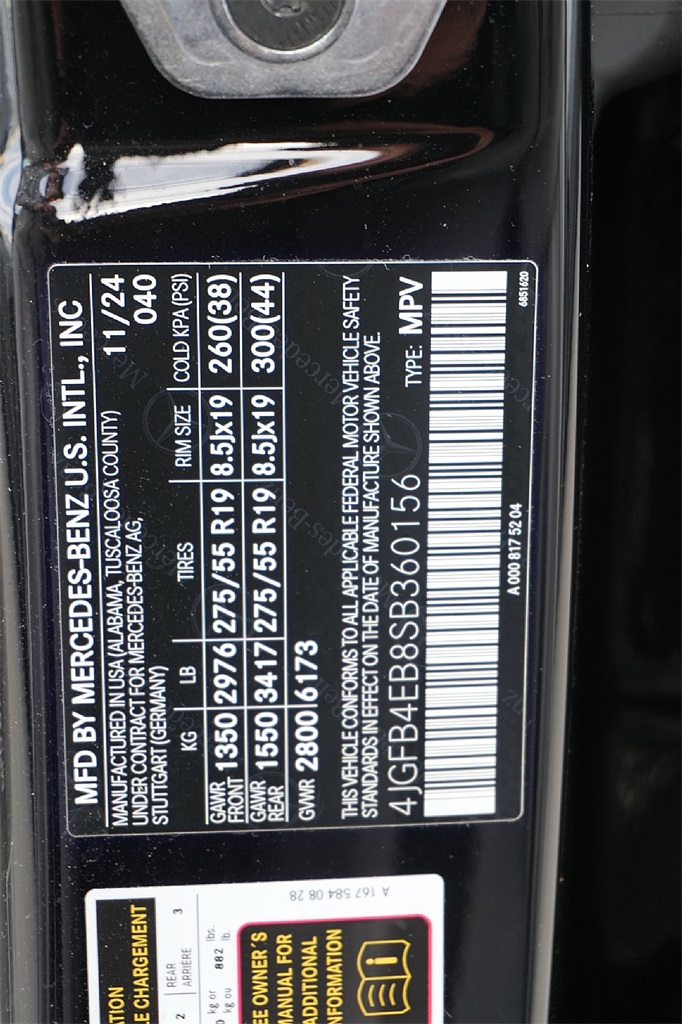 MFD BY MERCEDES-BENZ U.S. INTL., INC
MANUFACTURED IN USA (ALABAMA, TUSCALOOSA COUNTY) 11/24
UNDER CONTRACT FOR MERCEDES-BENZ AG, 040
STUTTGART (GERMANY)
KG LB TIRES RIM SIZE COLD KPA (PSI)
GAWR FRONT 1350 2976 275/55 R19 8.5Jx19 260(38)
GAWR REAR 1550 3417 275/55 R19 8.5Jx19 300(44)
GVWR 2800 6173
THIS VEHICLE CONFORMS TO ALL APPLICABLE FEDERAL MOTOR VEHICLE SAFETY
STANDARDS IN EFFECT ON THE DATE OF MANUFACTURE SHOWN ABOVE.
4JGFB4EB8SB360156 TYPE: MPV
A 000 817 52 04
6851620
A 167 584 08 28
ATION
LE CHARGEMENT
2 REAR 3
ARRIÈRE
kg or 882 lbs.
kg ou lb.
EE OWNER'S
MANUAL FOR
ADDITIONAL
NFORMATION